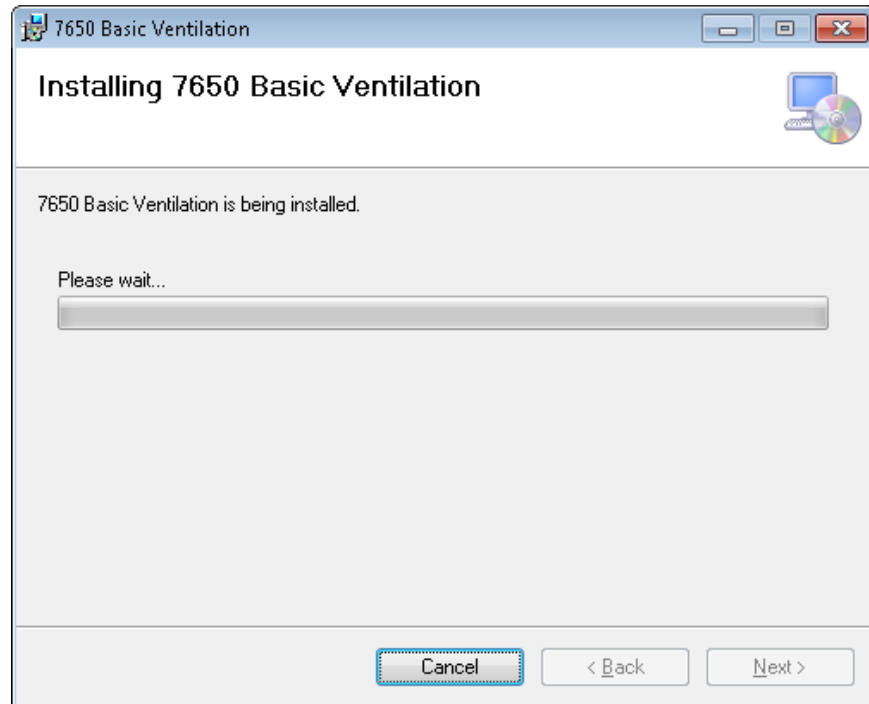 7650 Basic Ventilation
Installing 7650 Basic Ventilation
7650 Basic Ventilation is being installed.
Please wait...
Cancel
< Back
Next >